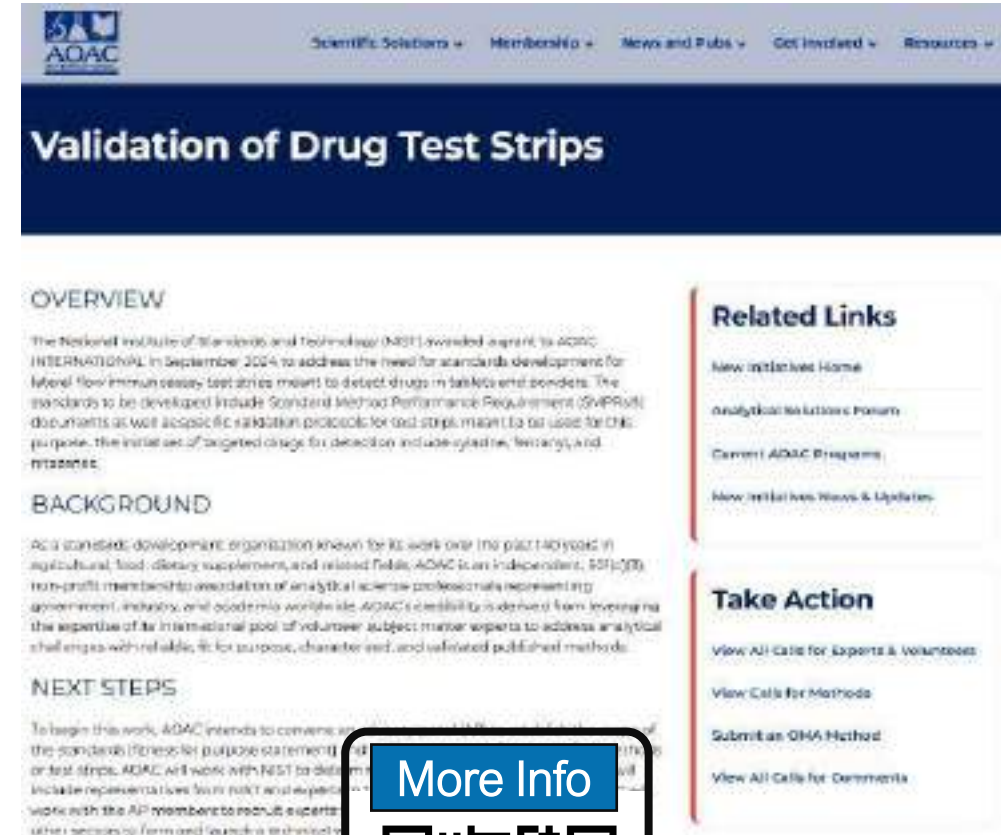 AOAC
Scientific Solutions Membership News and Pubs Get Involved Resources
Validation of Drug Test Strips
OVERVIEW
The National Institute of Standards and Technology (NIST) awarded a grant to AOAC
INTERNATIONAL in September 2024 to address the need for standards development for
lateral flow immunoassay test strips meant to detect drugs in tablets and powders. The
standards to be developed include Standard Method Performance Requirement (SMPR®)
documents as well as specific validation protocols for test strips meant to be used for this
purpose. The initial set of targeted drugs for detection include xylazine, fentanyl, and
nitazenes.
BACKGROUND
As a standards development organization known for its work over the past 140 years in
agricultural, food, dietary supplement, and related fields, AOAC is an independent, 501(c)(3),
non-profit membership association of analytical science professionals representing
government, industry, and academia worldwide. AOAC's credibility is derived from leveraging
the expertise of its international pool of volunteer subject matter experts to address analytical
challenges with reliable, fit for purpose, characterized, and validated published methods.
NEXT STEPS
To begin this work, AOAC intends to convene an
the standards (fitness for purpose statement) and
or test strips. AOAC will work with NIST to determ
include representatives from NIST and experts in
work with the AP members to recruit experts
other sectors to form and launch a technical w
More Info
Related Links
New Initiatives Home
Analytical Solutions Forum
Current AOAC Programs
New Initiatives News & Updates
Take Action
View All Calls for Experts & Volunteers
View Calls for Methods
Submit an OMA Method
View All Calls for Comments